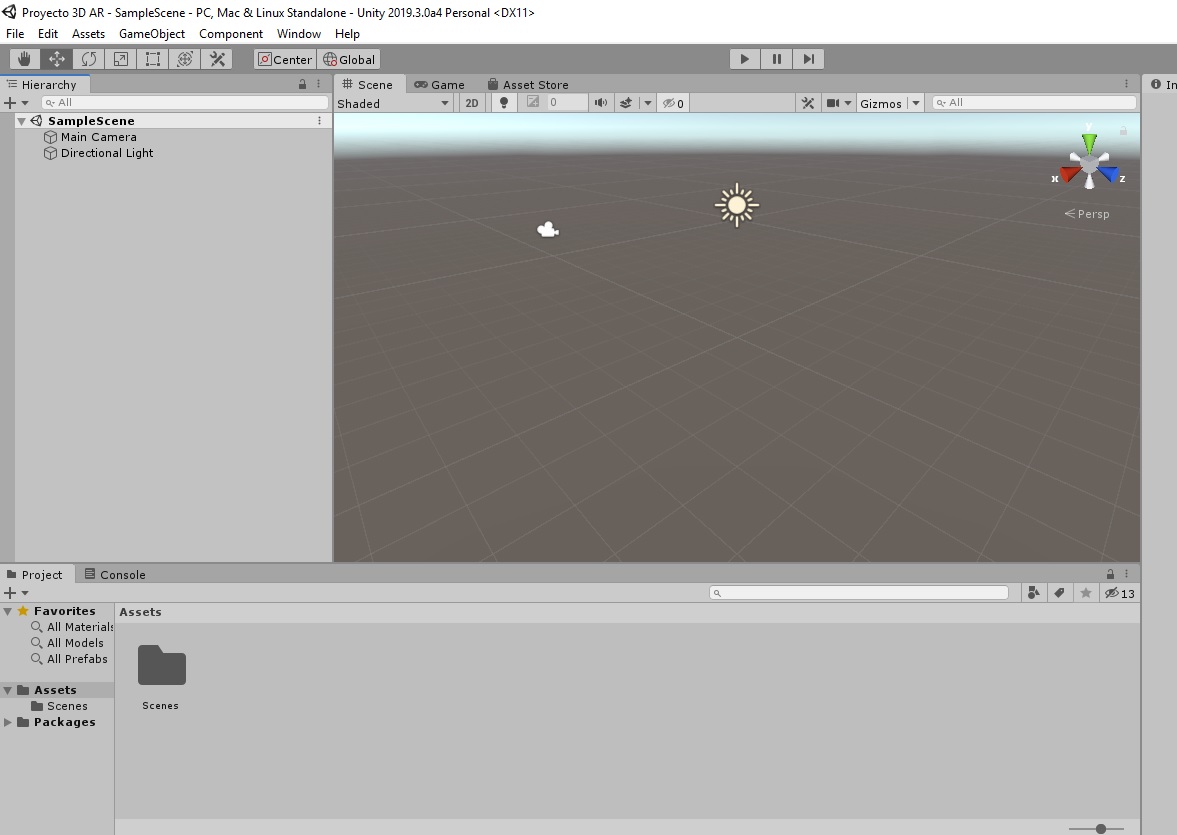 Proyecto 3D AR - SampleScene - PC, Mac & Linux Standalone - Unity 2019.3.0a4 Personal <DX11>
File Edit Assets GameObject Component Window Help
Center Global
Hierarchy
Scene Game Asset Store
In
All
Shaded 2D 0 0 Gizmos All
SampleScene
Main Camera
Directional Light
y
x z
Persp
Project Console
13
Favorites
All Materials
All Models
All Prefabs
Assets
Scenes
Packages
Assets
Scenes